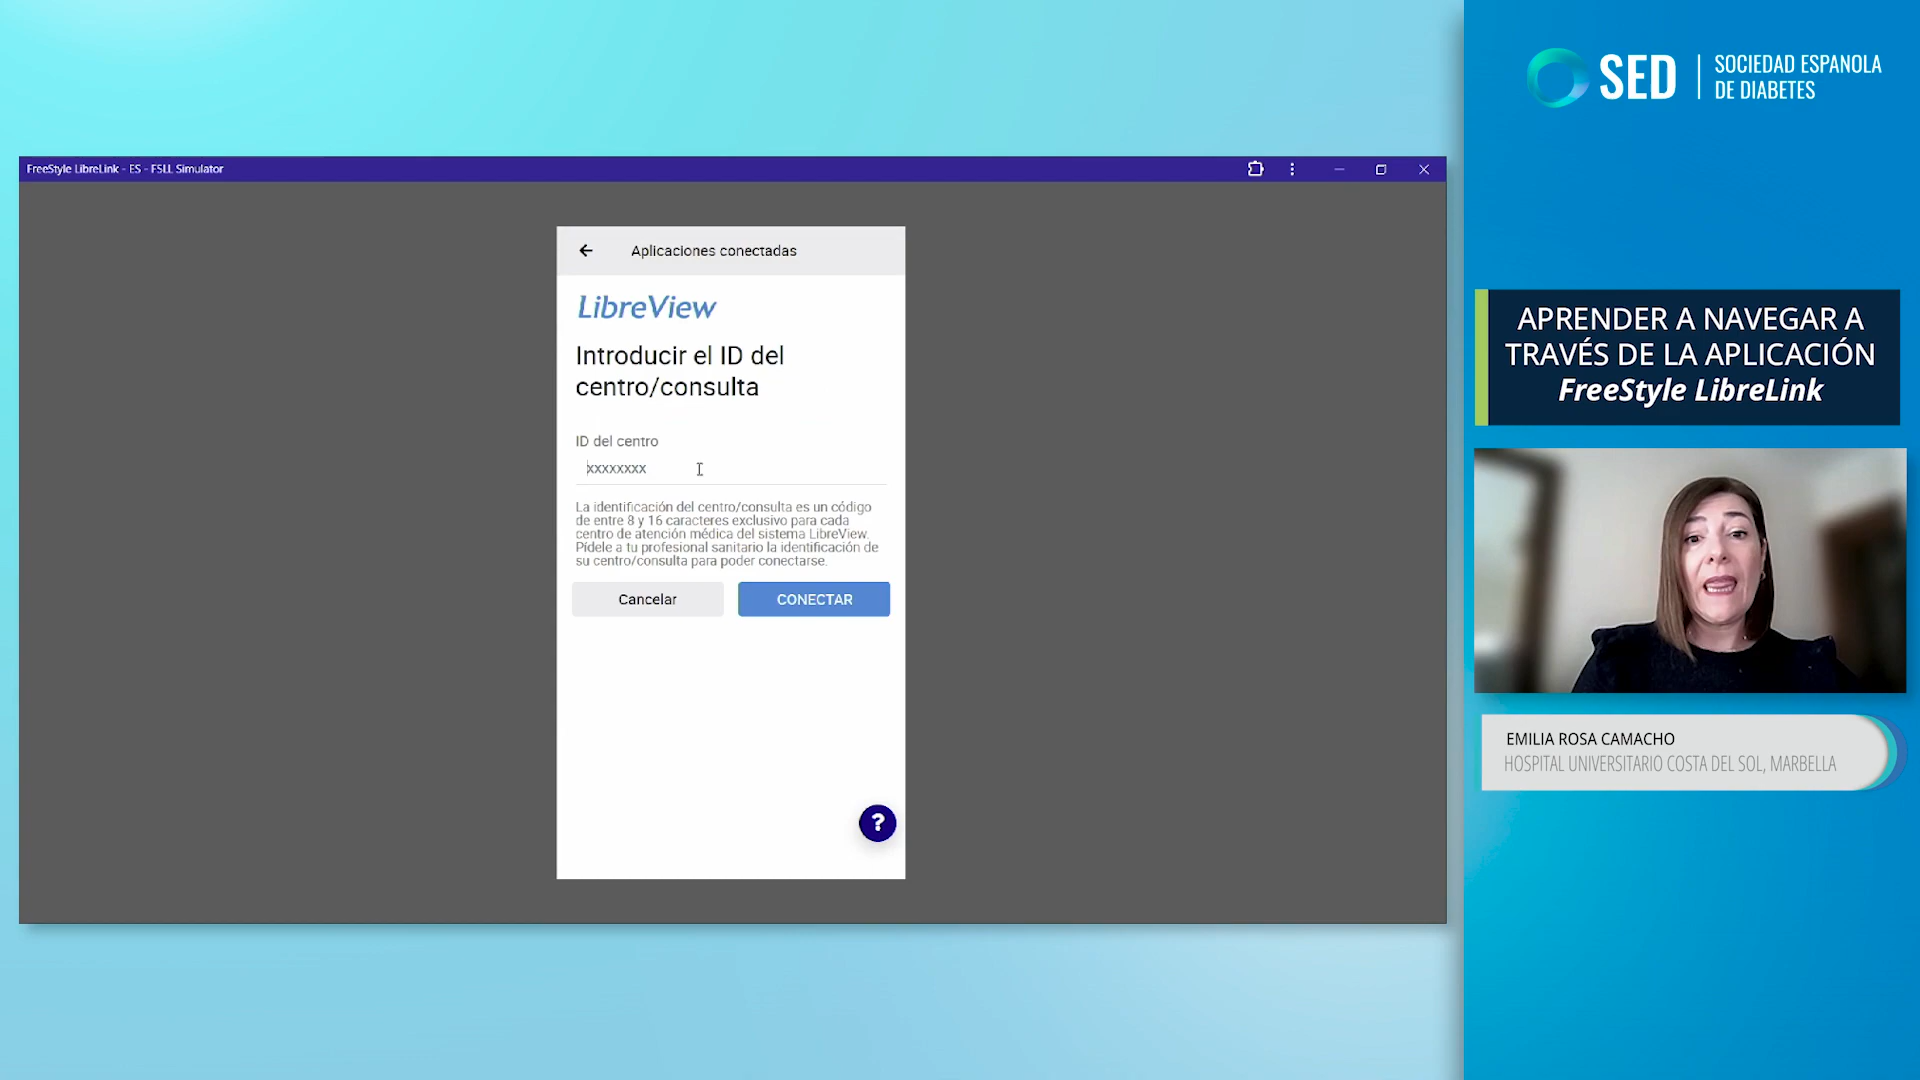 FreeStyle LibreLink - ES - FSLL Simulator
Aplicaciones conectadas
LibreView
Introducir el ID del
centro/consulta
ID del centro
xxxxxxxx
La identificación del centro/consulta es un código
de entre 8 y 16 caracteres exclusivo para cada
centro de atención médica del sistema LibreView.
Pídele a tu profesional sanitario la identificación de
su centro/consulta para poder conectarse.
Cancelar
CONECTAR
?
SED
SOCIEDAD ESPAÑOLA
DE DIABETES
APRENDER A NAVEGAR A
TRAVÉS DE LA APLICACIÓN
FreeStyle LibreLink
EMILIA ROSA CAMACHO
HOSPITAL UNIVERSITARIO COSTA DEL SOL, MARBELLA